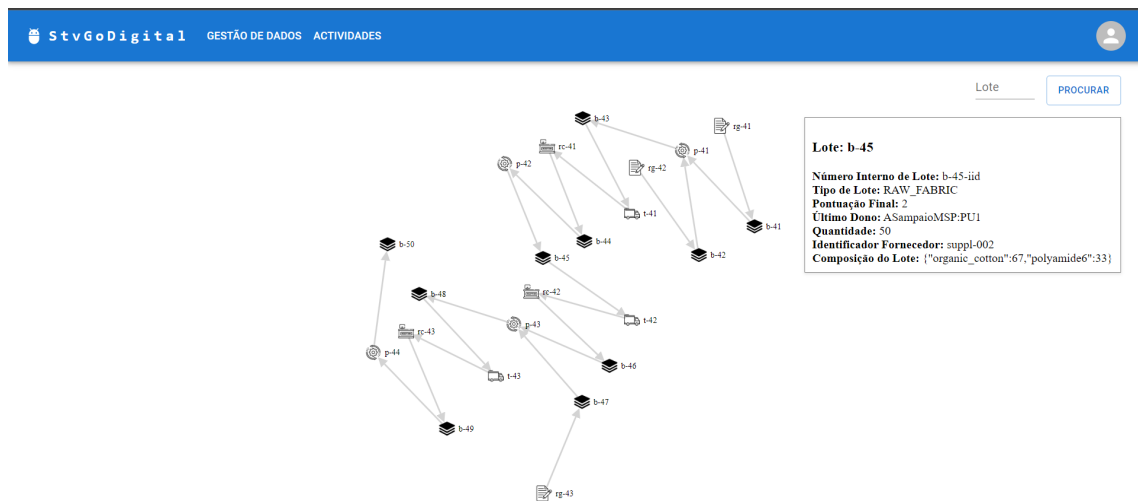 StvGoDigital GESTÃO DE DADOS ACTIVIDADES
Lote PROCURAR
b-43
rg-41
rc-41
p-41
p-42
rg-42
t-41
b-41
b-44
b-42
b-50
b-45
b-48
rc-42
t-42
p-43
rc-43
p-44
b-46
t-43
b-47
b-49
rg-43
Lote: b-45
Número Interno de Lote: b-45-iid
Tipo de Lote: RAW_FABRIC
Pontuação Final: 2
Último Dono: ASampaioMSP:PU1
Quantidade: 50
Identificador Fornecedor: suppl-002
Composição do Lote: {"organic_cotton":67,"polyamide6":33}